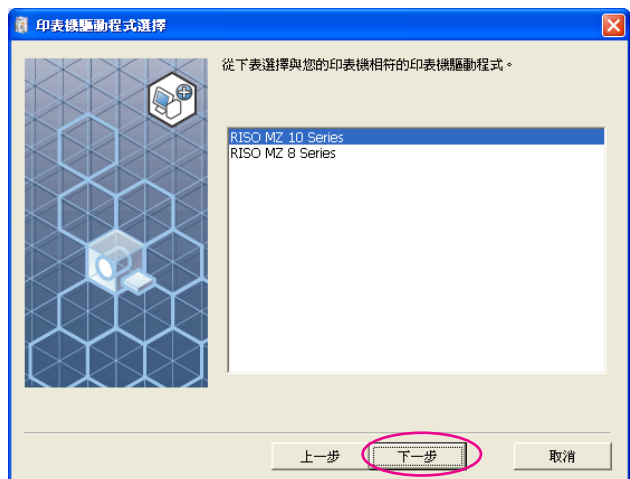 印表機驅動程式選擇
從下表選擇與您的印表機相符的印表機驅動程式。
RISO MZ 10 Series
RISO MZ 8 Series
上一步
下一步
取消